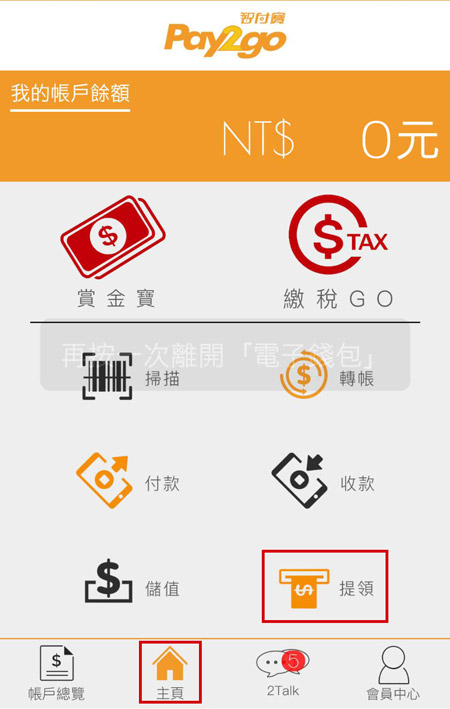 智付寶
Pay2go
我的帳戶餘額
NT$ 0元
$ $TAX
賞金寶 繳稅GO
再按一次離開「電子錢包」
掃描 $ 轉帳
付款 收款
$ 儲值 $ 提領
$ 5
帳戶總覽 主頁 2Talk 會員中心